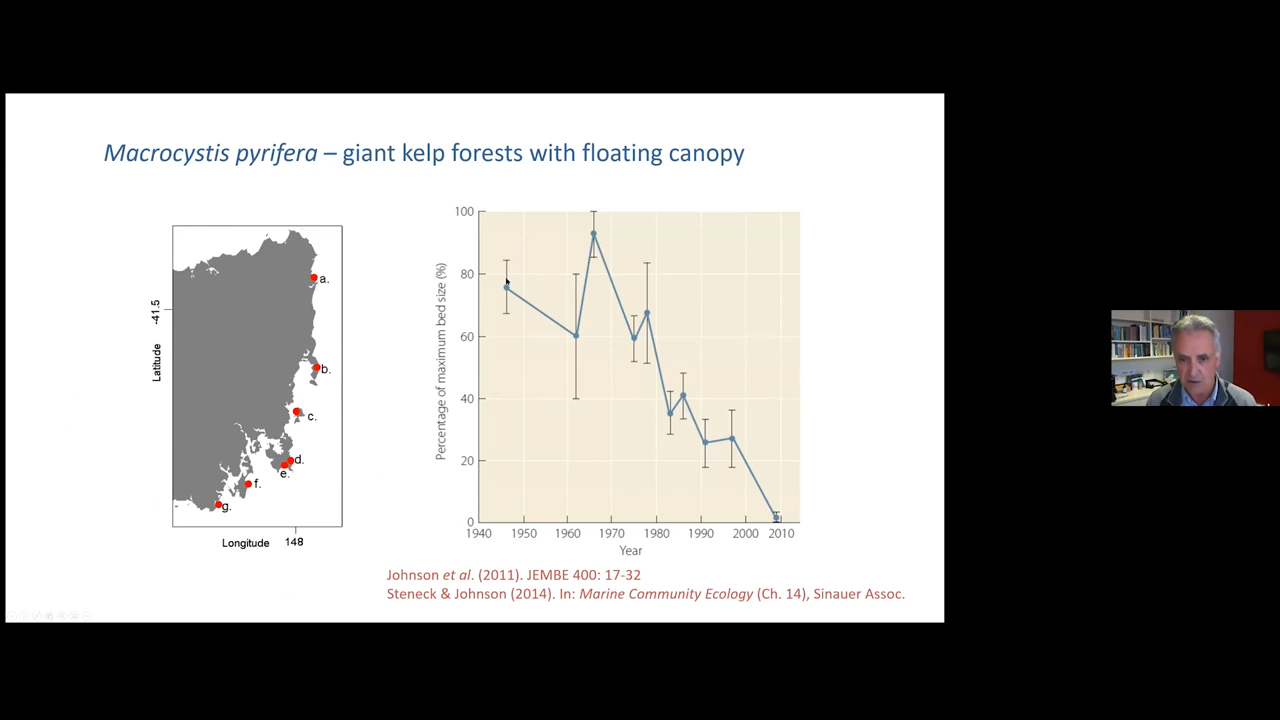 Macrocystis pyrifera – giant kelp forests with floating canopy
a.
b.
c.
d.
e.
f.
g.
-41.5
Latitude
Longitude
148
Percentage of maximum bed size (%)
100
80
60
40
20
0
1940 1950 1960 1970 1980 1990 2000 2010
Year
Johnson et al. (2011). JEMBE 400: 17-32
Steneck & Johnson (2014). In: Marine Community Ecology (Ch. 14), Sinauer Assoc.